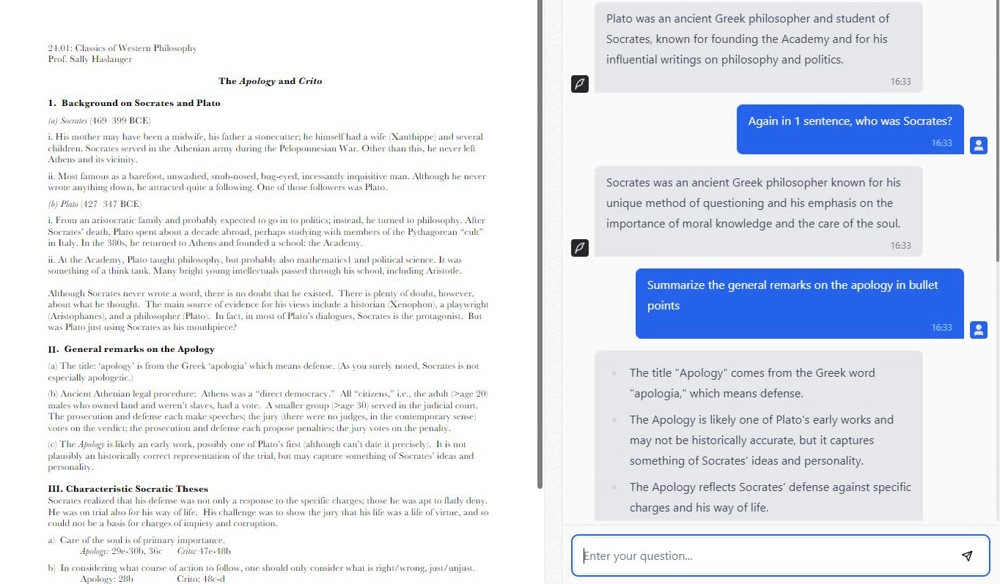 24.01: Classics of Western Philosophy
Prof. Sally Haslanger
The Apology and Crito
1. Background on Socrates and Plato
(a) Socrates (469-399 BCE)
i. His mother may have been a midwife, his father a stonecutter; he himself had a wife (Xanthippe) and several
children. Socrates served in the Athenian army during the Peloponnesian War. Other than this, he never left
Athens and its vicinity.
ii. Most famous as a barefoot, unwashed, snub-nosed, bug-eyed, incessantly inquisitive man. Although he never
wrote anything down, he attracted quite a following. One of those followers was Plato.
(b) Plato (427-347 BCE)
i. From an aristocratic family and probably expected to go in to politics; instead, he turned to philosophy. After
Socrates' death, Plato spent about a decade abroad, perhaps studying with members of the Pythagorean "cult"
in Italy. In the 380s, he returned to Athens and founded a school: the Academy.
ii. At the Academy, Plato taught philosophy, but probably also mathematics1 and political science. It was
something of a think tank. Many bright young intellectuals passed through his school, including Aristotle.
Although Socrates never wrote a word, there is no doubt that he existed. There is plenty of doubt, however,
about what he thought. The main source of evidence for his views include a historian (Xenophon), a playwright
(Aristophanes), and a philosopher (Plato). In fact, in most of Plato's dialogues, Socrates is the protagonist. But
was Plato just using Socrates as his mouthpiece?
II. General remarks on the Apology
(a) The title: 'apology' is from the Greek 'apologia' which means defense. (As you surely noted, Socrates is not
especially apologetic.)
(b) Ancient Athenian legal procedure: Athens was a "direct democracy." All "citizens," i.e., the adult (>age 20)
males who owned land and weren't slaves, had a vote. A smaller group (>age 30) served in the judicial court.
The prosecution and defense each make speeches; the jury (there were no judges, in the contemporary sense)
votes on the verdict; the prosecution and defense each propose penalties; the jury votes on the penalty.
(c) The Apology is likely an early work, possibly one of Plato's first (although can't date it precisely). It is not
plausibly an historically correct representation of the trial, but may capture something of Socrates' ideas and
personality.
III. Characteristic Socratic Theses
Socrates realized that his defense was not only a response to the specific charges; those he was apt to flatly deny.
He was on trial also for his way of life. His challenge was to show the jury that his life was a life of virtue, and so
could not be a basis for charges of impiety and corruption.
a) Care of the soul is of primary importance.
Apology: 29e-30b, 36c Crito: 47e-48b
b) In considering what course of action to follow, one should only consider what is right/wrong, just/unjust.
Apology: 28b Crito: 48c-d
Plato was an ancient Greek philosopher and student of
Socrates, known for founding the Academy and for his
influential writings on philosophy and politics.
16:33
Again in 1 sentence, who was Socrates?
16:33
Socrates was an ancient Greek philosopher known for his
unique method of questioning and his emphasis on the
importance of moral knowledge and the care of the soul.
16:33
Summarize the general remarks on the apology in bullet
points
16:33
The title "Apology" comes from the Greek word
"apologia," which means defense.
The Apology is likely one of Plato's early works and
may not be historically accurate, but it captures
something of Socrates' ideas and personality.
The Apology reflects Socrates' defense against specific
charges and his way of life.
Enter your question...